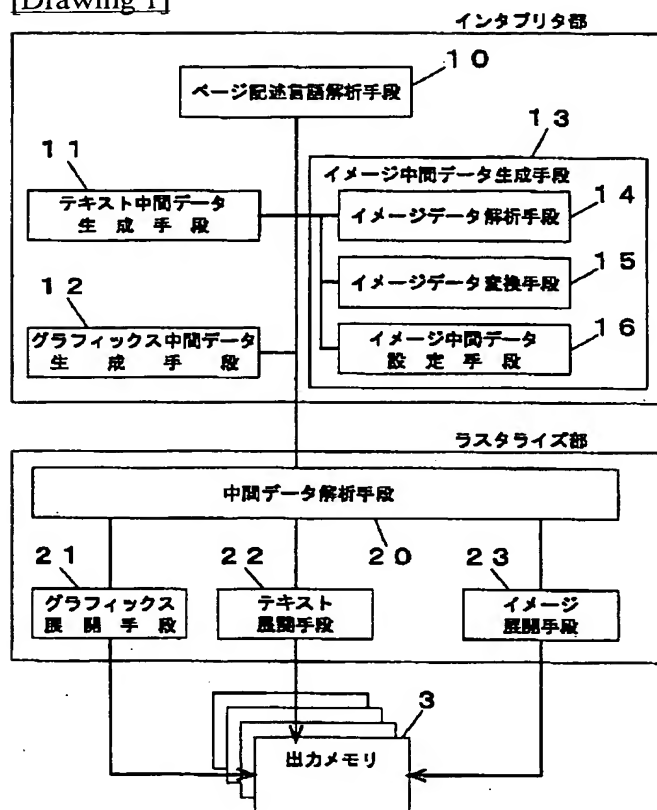 [Drawing 1]
インタプリタ部
10
ページ記述言語解析手段
13
11
イメージ中間データ生成手段
14
テキスト中間データ
生成手段
イメージデータ解析手段
15
12
イメージデータ変換手段
16
グラフィックス中間データ
生成手段
イメージ中間データ
設定手段
ラスタライズ部
中間データ解析手段
21
22
20
23
グラフィックス
展開手段
テキスト
展開手段
イメージ
展開手段
3
出力メモリ